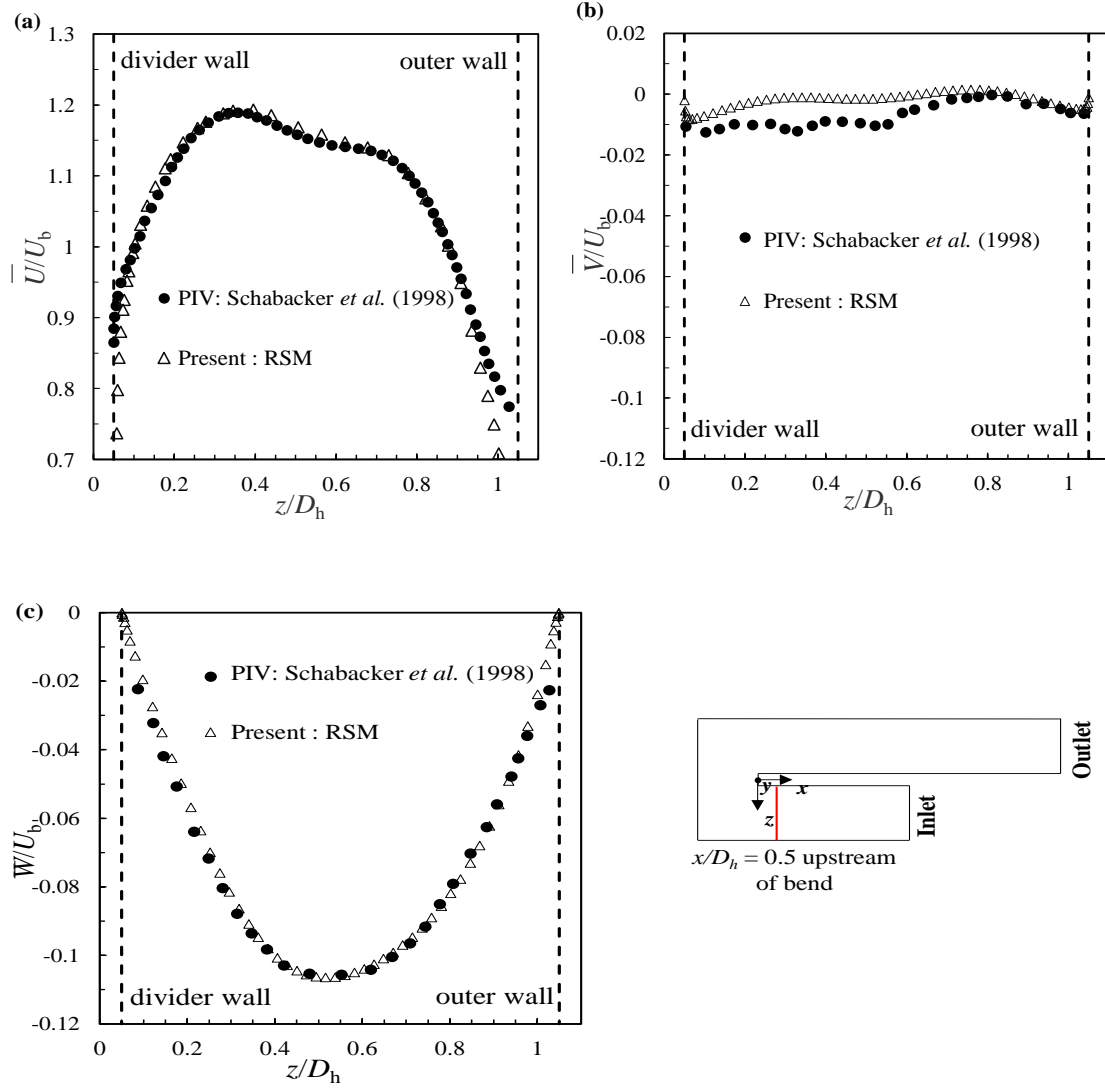 (a)
1.3
1.2
1.1
1
0.9
0.8
0.7
divider wall
outer wall
PIV: Schabacker et al. (1998)
Present : RSM
U/U_b
0
0.2
0.4
0.6
0.8
1
z/D_h
(b)
0.02
0
-0.02
-0.04
-0.06
-0.08
-0.1
-0.12
PIV: Schabacker et al. (1998)
Present : RSM
divider wall
outer wall
V/U_b
0
0.2
0.4
0.6
0.8
1
z/D_h
(c)
0
-0.02
-0.04
-0.06
-0.08
-0.1
-0.12
PIV: Schabacker et al. (1998)
Present : RSM
divider wall
outer wall
W/U_b
0
0.2
0.4
0.6
0.8
1
z/D_h
Outlet
y
x
z
Inlet
x/D_h = 0.5 upstream
of bend